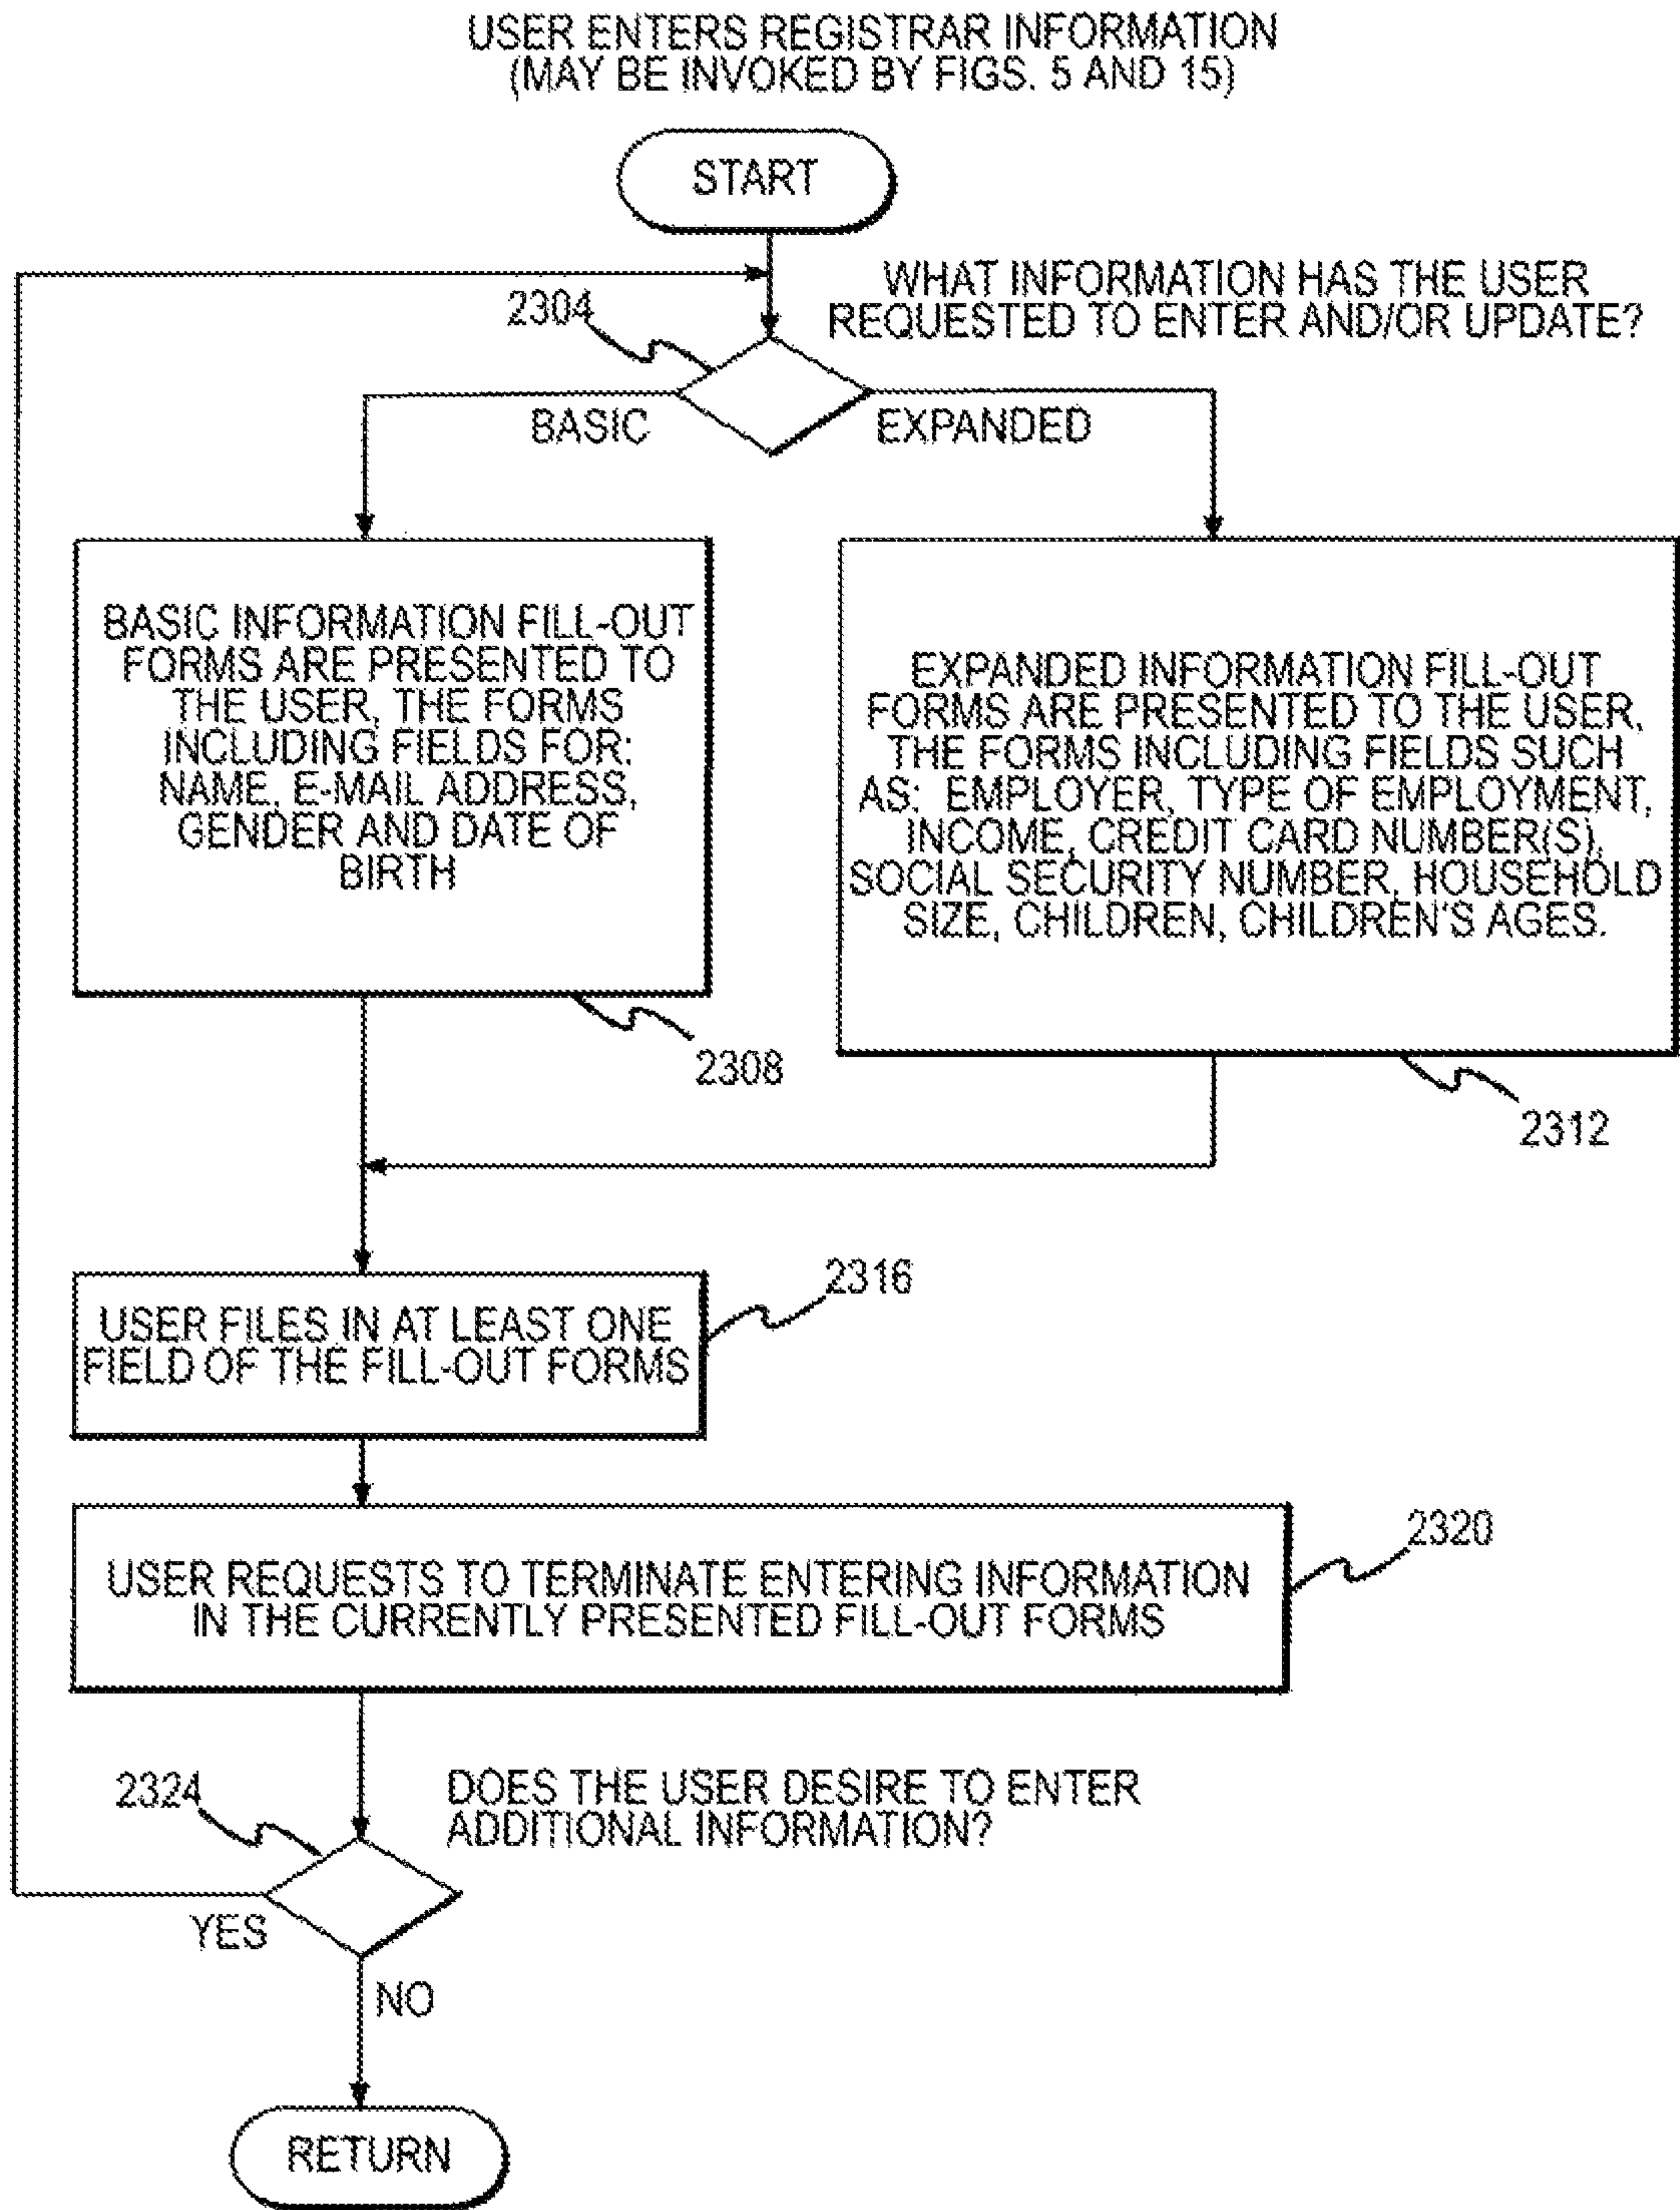 USER ENTERS REGISTRAR INFORMATION
(MAY BE INVOKED BY FIGS. 5 AND 15)
START
WHAT INFORMATION HAS THE USER
REQUESTED TO ENTER AND/OR UPDATE?
2304
BASIC
EXPANDED
BASIC INFORMATION FILL-OUT
FORMS ARE PRESENTED TO
THE USER, THE FORMS
INCLUDING FIELDS FOR:
NAME, E-MAIL ADDRESS,
GENDER AND DATE OF
BIRTH
2308
EXPANDED INFORMATION FILL-OUT
FORMS ARE PRESENTED TO THE USER,
THE FORMS INCLUDING FIELDS SUCH
AS: EMPLOYER, TYPE OF EMPLOYMENT,
INCOME, CREDIT CARD NUMBER(S),
SOCIAL SECURITY NUMBER, HOUSEHOLD
SIZE, CHILDREN, CHILDREN'S AGES.
2312
USER FILES IN AT LEAST ONE
FIELD OF THE FILL-OUT FORMS
2316
USER REQUESTS TO TERMINATE ENTERING INFORMATION
IN THE CURRENTLY PRESENTED FILL-OUT FORMS
2320
2324
DOES THE USER DESIRE TO ENTER
ADDITIONAL INFORMATION?
YES
NO
RETURN